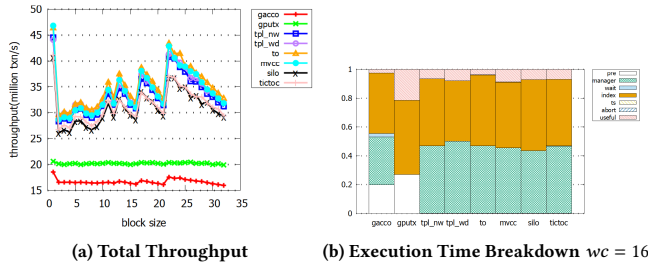 throughput(million txn/s)
50
45
40
35
30
25
20
15
0 5 10 15 20 25 30 35
block size
gacco
gputx
tpl_nw
tpl_wd
to
mvcc
silo
tictoc
(a) Total Throughput
1
0.8
0.6
0.4
0.2
0
gacco gputx tpl_nw tpl_wd to mvcc silo tictoc
pre
manager
wait
index
ts
abort
useful
(b) Execution Time Breakdown wc = 16